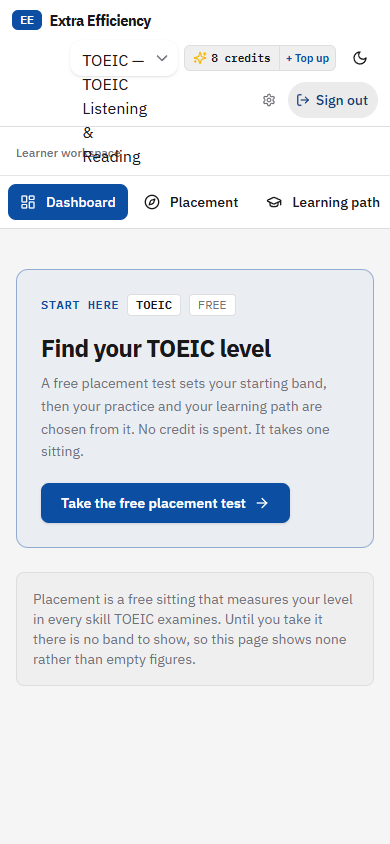 EE Extra Efficiency
TOEIC —
TOEIC
Listening
&
Reading
8 credits
+ Top up
Sign out
Learner workspace
Dashboard
Placement
Learning path
START HERE
TOEIC
FREE
Find your TOEIC level
A free placement test sets your starting band,
then your practice and your learning path are
chosen from it. No credit is spent. It takes one
sitting.
Take the free placement test
Placement is a free sitting that measures your level
in every skill TOEIC examines. Until you take it
there is no band to show, so this page shows none
rather than empty figures.